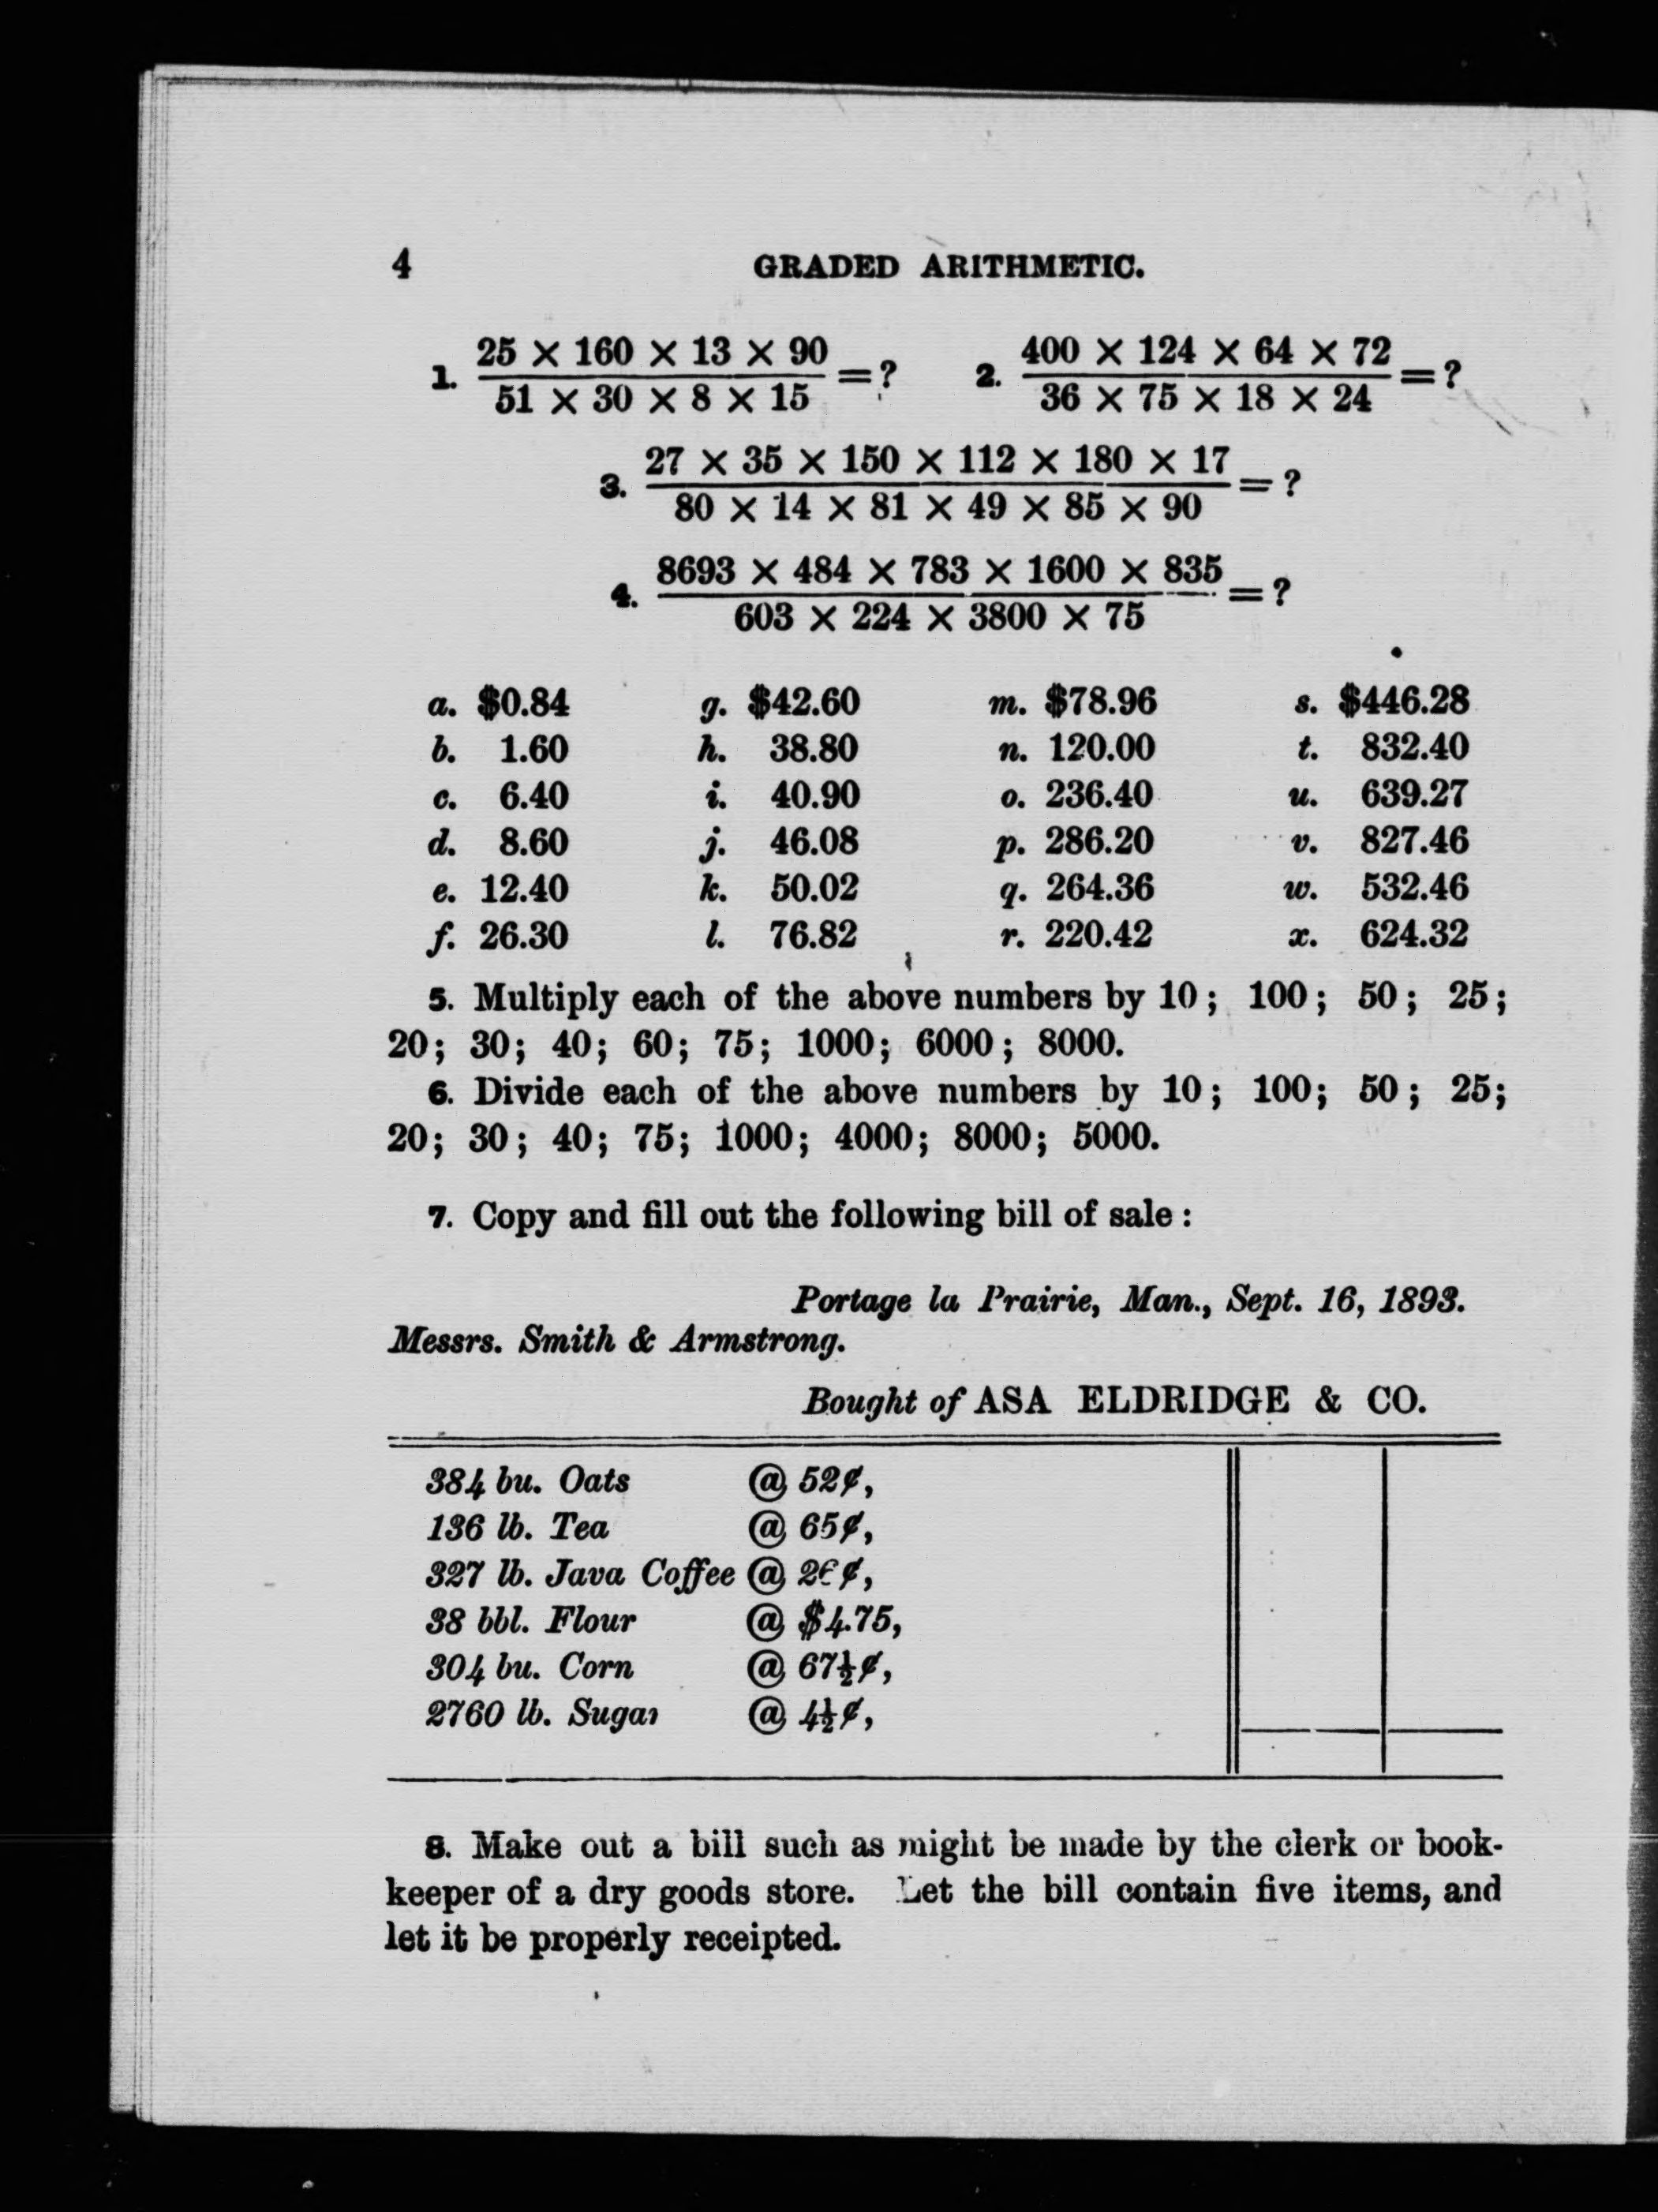 4 GRADED ARITHMETIC.
1. 25 × 160 × 13 × 90 / 51 × 30 × 8 × 15 = ? 2. 400 × 124 × 64 × 72 / 36 × 75 × 18 × 24 = ?
3. 27 × 35 × 150 × 112 × 180 × 17 / 80 × 14 × 81 × 49 × 85 × 90 = ?
4. 8693 × 484 × 783 × 1600 × 835 / 603 × 224 × 3800 × 75 = ?
a. $0.84 g. $42.60 m. $78.96 s. $446.28
b. 1.60 h. 38.80 n. 120.00 t. 832.40
c. 6.40 i. 40.90 o. 236.40 u. 639.27
d. 8.60 j. 46.08 p. 286.20 v. 827.46
e. 12.40 k. 50.02 q. 264.36 w. 532.46
f. 26.30 l. 76.82 r. 220.42 x. 624.32
5. Multiply each of the above numbers by 10; 100; 50; 25;
20; 30; 40; 60; 75; 1000; 6000; 8000.
6. Divide each of the above numbers by 10; 100; 50; 25;
20; 30; 40; 75; 1000; 4000; 8000; 5000.
7. Copy and fill out the following bill of sale:
Portage la Prairie, Man., Sept. 16, 1893.
Messrs. Smith & Armstrong.
Bought of ASA ELDRIDGE & CO.
384 bu. Oats @ 52¢,
136 lb. Tea @ 65¢,
327 lb. Java Coffee @ 26¢,
38 bbl. Flour @ $4.75,
304 bu. Corn @ 67½¢,
2760 lb. Sugar @ 4½¢,
8. Make out a bill such as might be made by the clerk or book-
keeper of a dry goods store. Let the bill contain five items, and
let it be properly receipted.